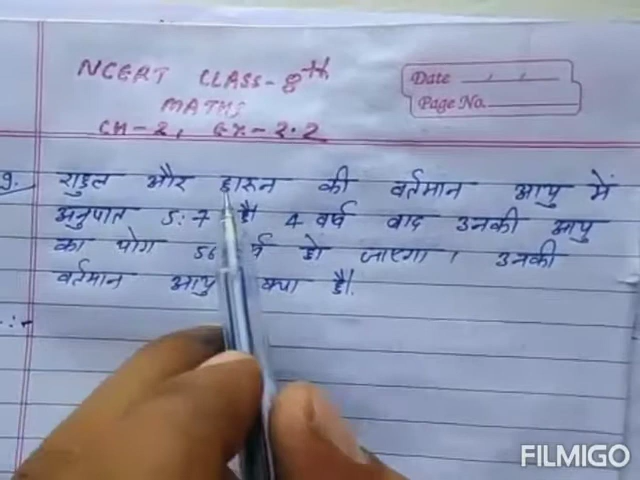 NCERT CLASS-8th
MATHS
CH-2, EX-2.2
Date
Page No.
9. राहुल और हारून की वर्तमान आयु में
अनुपात 5:7 है। 4 वर्ष बाद उनकी आयु
का योग 56 र्ष हो जाएगा। उनकी
वर्तमान आयु क्या है।
:-
FILMIGO